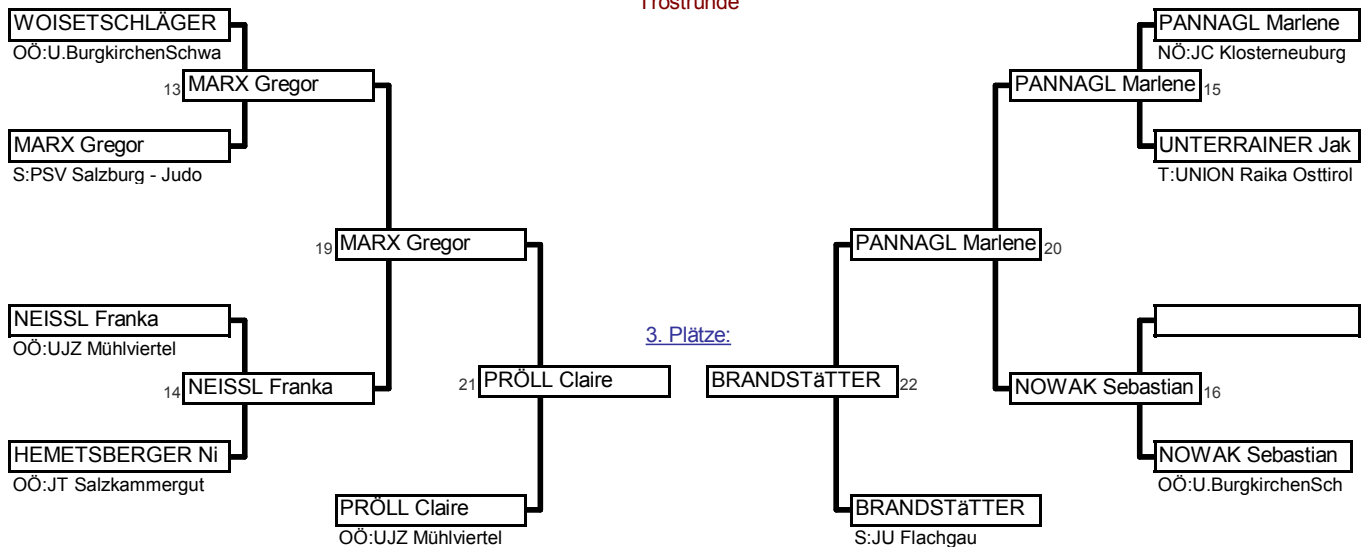 Trostrunde
WOISETSCHLÄGER
OÖ:U.BurgkirchenSchwa
13 MARX Gregor
MARX Gregor
S:PSV Salzburg - Judo
19 MARX Gregor
NEISSL Franka
OÖ:UJZ Mühlviertel
14 NEISSL Franka
HEMETSBERGER Ni
OÖ:JT Salzkammergut
3. Plätze:
21 PRÖLL Claire
PRÖLL Claire
OÖ:UJZ Mühlviertel
PANNAGL Marlene
NÖ:JC Klosterneuburg
PANNAGL Marlene 15
UNTERRAINER Jak
T:UNION Raika Osttirol
PANNAGL Marlene 20
NOWAK Sebastian 16
NOWAK Sebastian
OÖ:U.BurgkirchenSch
BRANDSTäTTER 22
BRANDSTäTTER
S:JU Flachgau